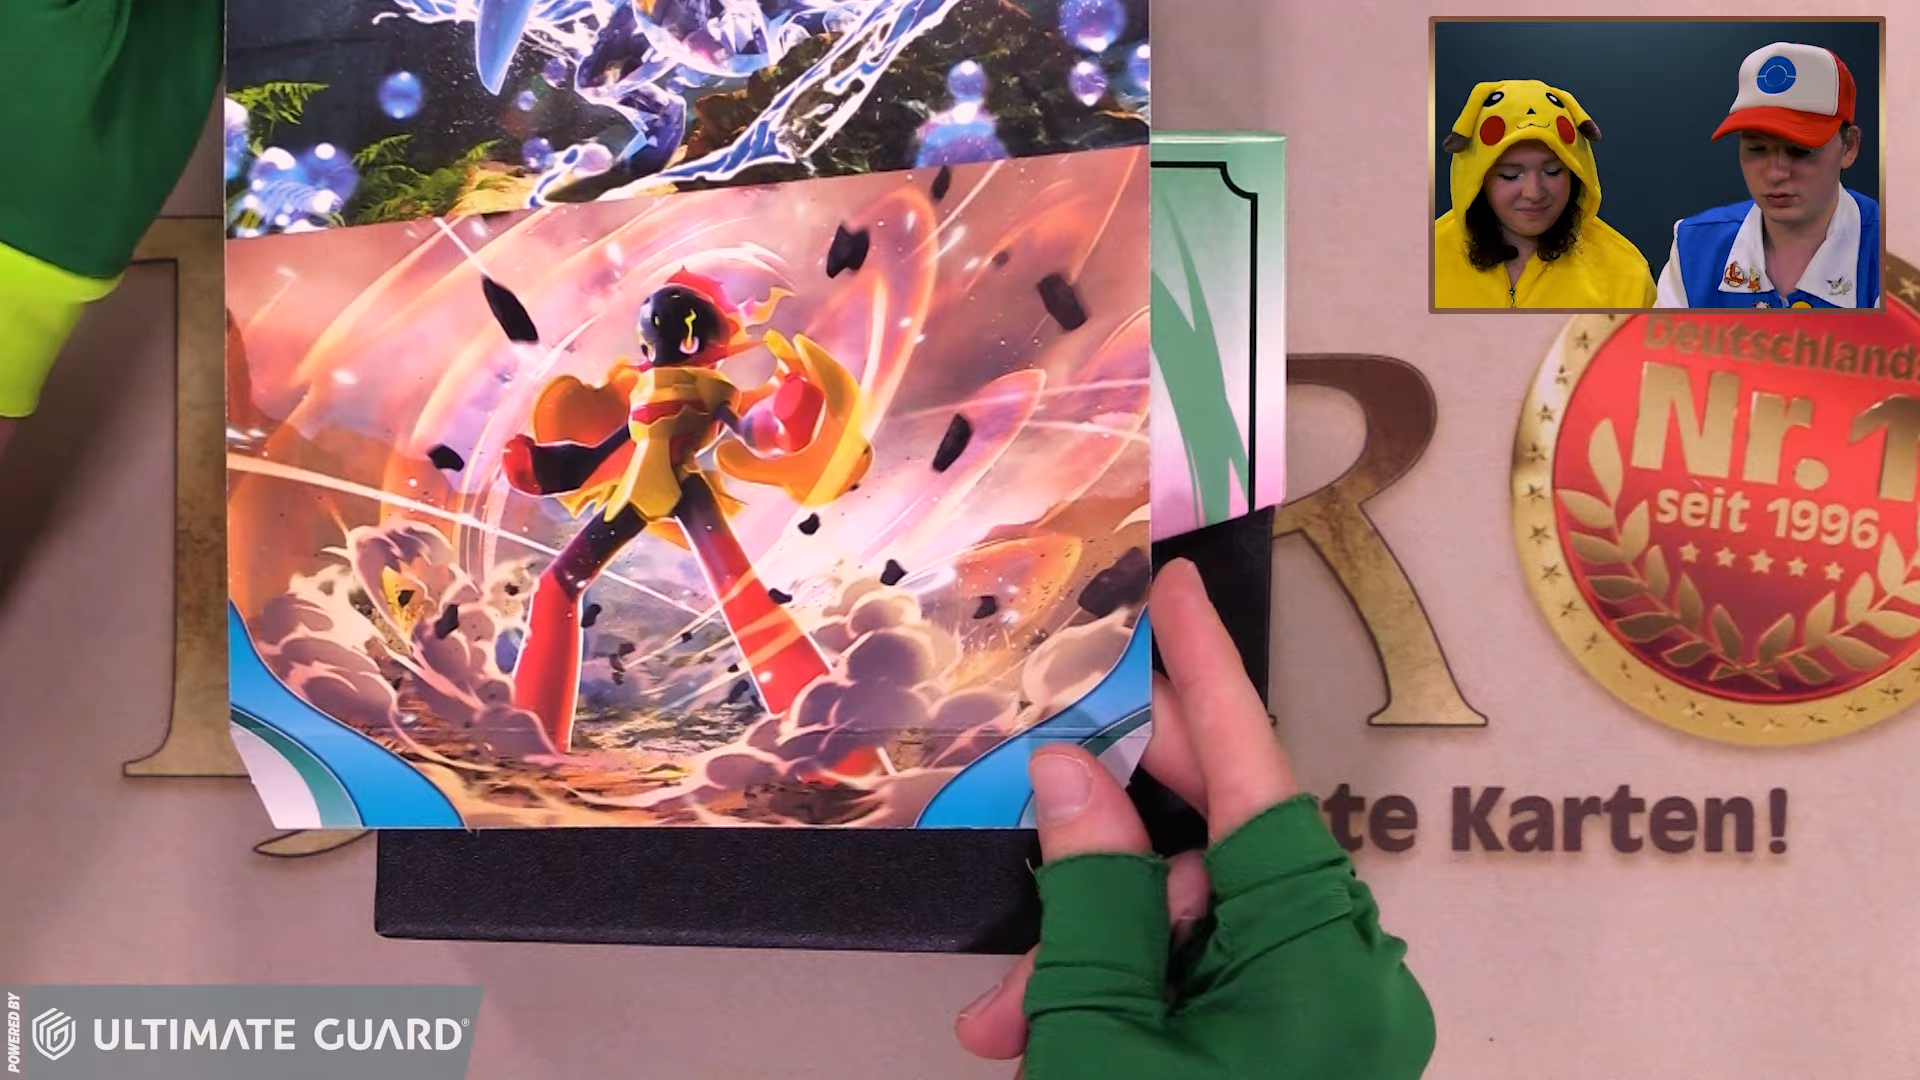 Deutschlands
Nr. 1
seit 1996
te Karten!
POWERED BY
ULTIMATE GUARD®